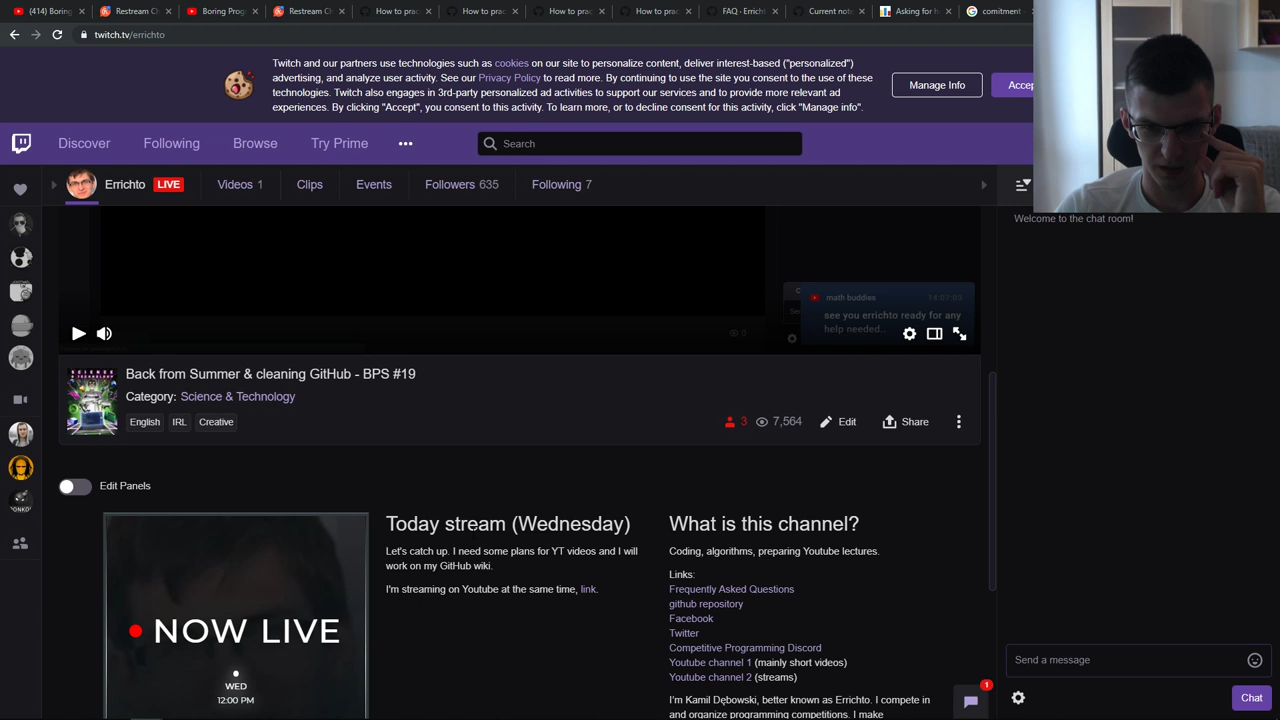 (414) Boring
Restream Ch
Boring Prog
Restream Ch
How to prac
How to prac
How to prac
How to prac
FAQ · Errich
Current note
Asking for h
comitment -
twitch.tv/errichto
Twitch and our partners use technologies such as cookies on our site to personalize content, deliver interest-based ("personalized")
advertising, and analyze user activity. See our Privacy Policy to read more. By continuing to use the site you consent to the use of these
technologies. Twitch also engages in 3rd-party personalized ad activities to support our services and to provide more relevant ad
experiences. By clicking "Accept", you consent to this activity. To learn more, or to decline consent for this activity, click "Manage info".
Manage Info
Accep
Discover
Following
Browse
Try Prime
Search
Errichto
LIVE
Videos 1
Clips
Events
Followers 635
Following 7
Welcome to the chat room!
math buddies
14:07:03
see you errichto ready for any
help needed..
0
Back from Summer & cleaning GitHub - BPS #19
Category: Science & Technology
English
IRL
Creative
3
7,564
Edit
Share
Edit Panels
Today stream (Wednesday)
Let's catch up. I need some plans for YT videos and I will
work on my GitHub wiki.
I'm streaming on Youtube at the same time, link.
NOW LIVE
WED
12:00 PM
What is this channel?
Coding, algorithms, preparing Youtube lectures.
Links:
Frequently Asked Questions
github repository
Facebook
Twitter
Competitive Programming Discord
Youtube channel 1 (mainly short videos)
Youtube channel 2 (streams)
I'm Kamil Dębowski, better known as Errichto. I compete in
and organize programming competitions. I make
Send a message
1
Chat